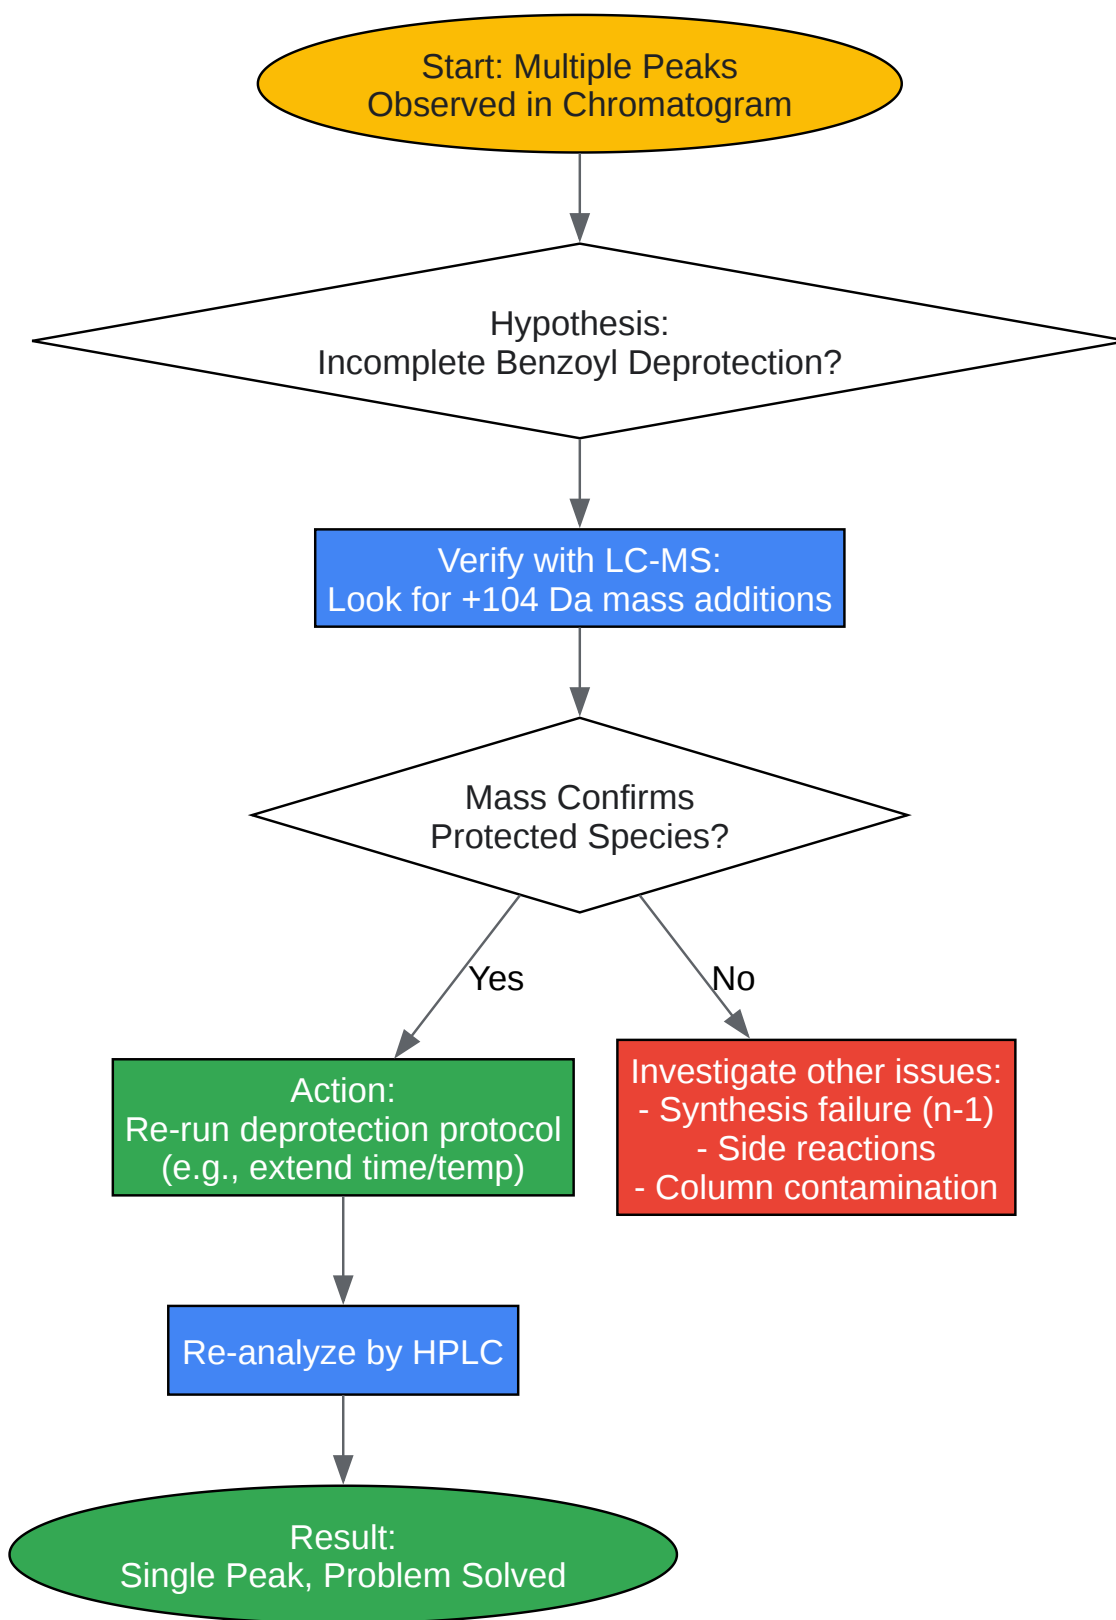 Start: Multiple Peaks
Observed in Chromatogram
Hypothesis:
Incomplete Benzoyl Deprotection?
Verify with LC-MS:
Look for +104 Da mass additions
Mass Confirms
Protected Species?
Yes
No
Action:
Re-run deprotection protocol
(e.g., extend time/temp)
Investigate other issues:
- Synthesis failure (n-1)
- Side reactions
- Column contamination
Re-analyze by HPLC
Result:
Single Peak, Problem Solved